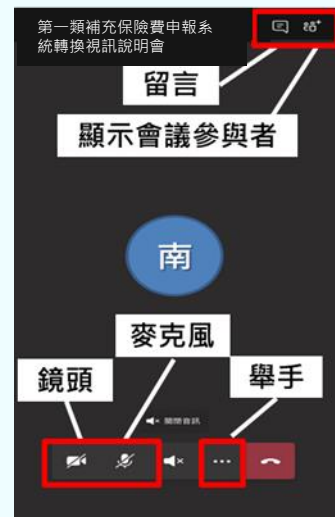 第一類補充保險費申報系
統轉換視訊說明會
留言
顯示會議參與者
南
麥克風
鏡頭
舉手
關閉音訊